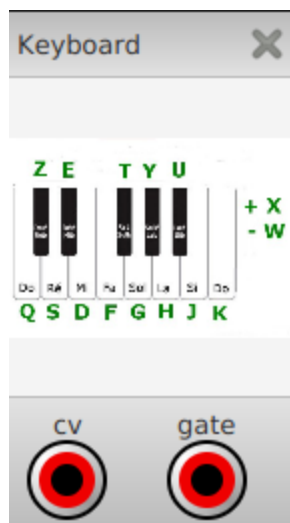 Keyboard
Z E T Y U
+ X
- W
Do Ré Mi Fa Sol La Si Do
Q S D F G H J K
cv gate